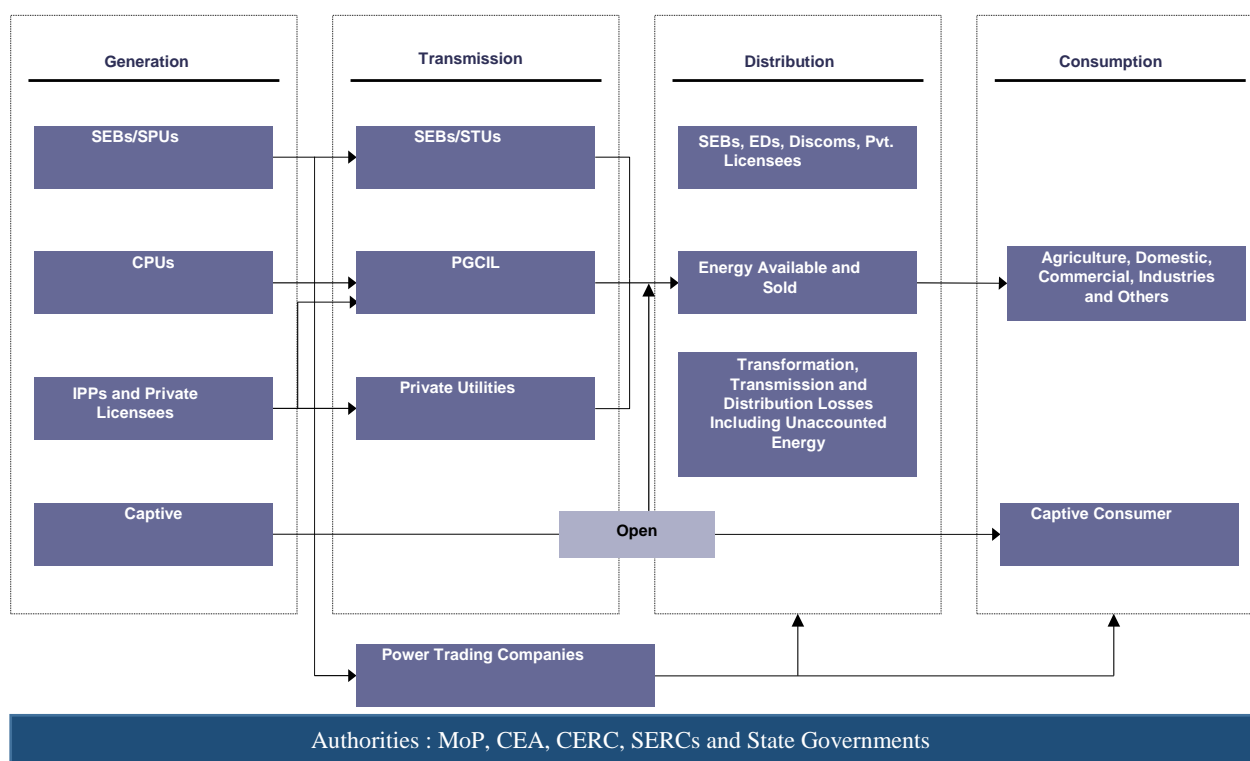 Generation
Transmission
Distribution
Consumption
SEBs/SPUs
SEBs/STUs
SEBs, EDs, Discoms, Pvt.
Licensees
CPUs
PGCIL
Energy Available and
Sold
Agriculture, Domestic,
Commercial, Industries
and Others
IPPs and Private
Licensees
Private Utilities
Transformation,
Transmission and
Distribution Losses
Including Unaccounted
Energy
Captive
Open
Captive Consumer
Power Trading Companies
Authorities : MoP, CEA, CERC, SERCs and State Governments